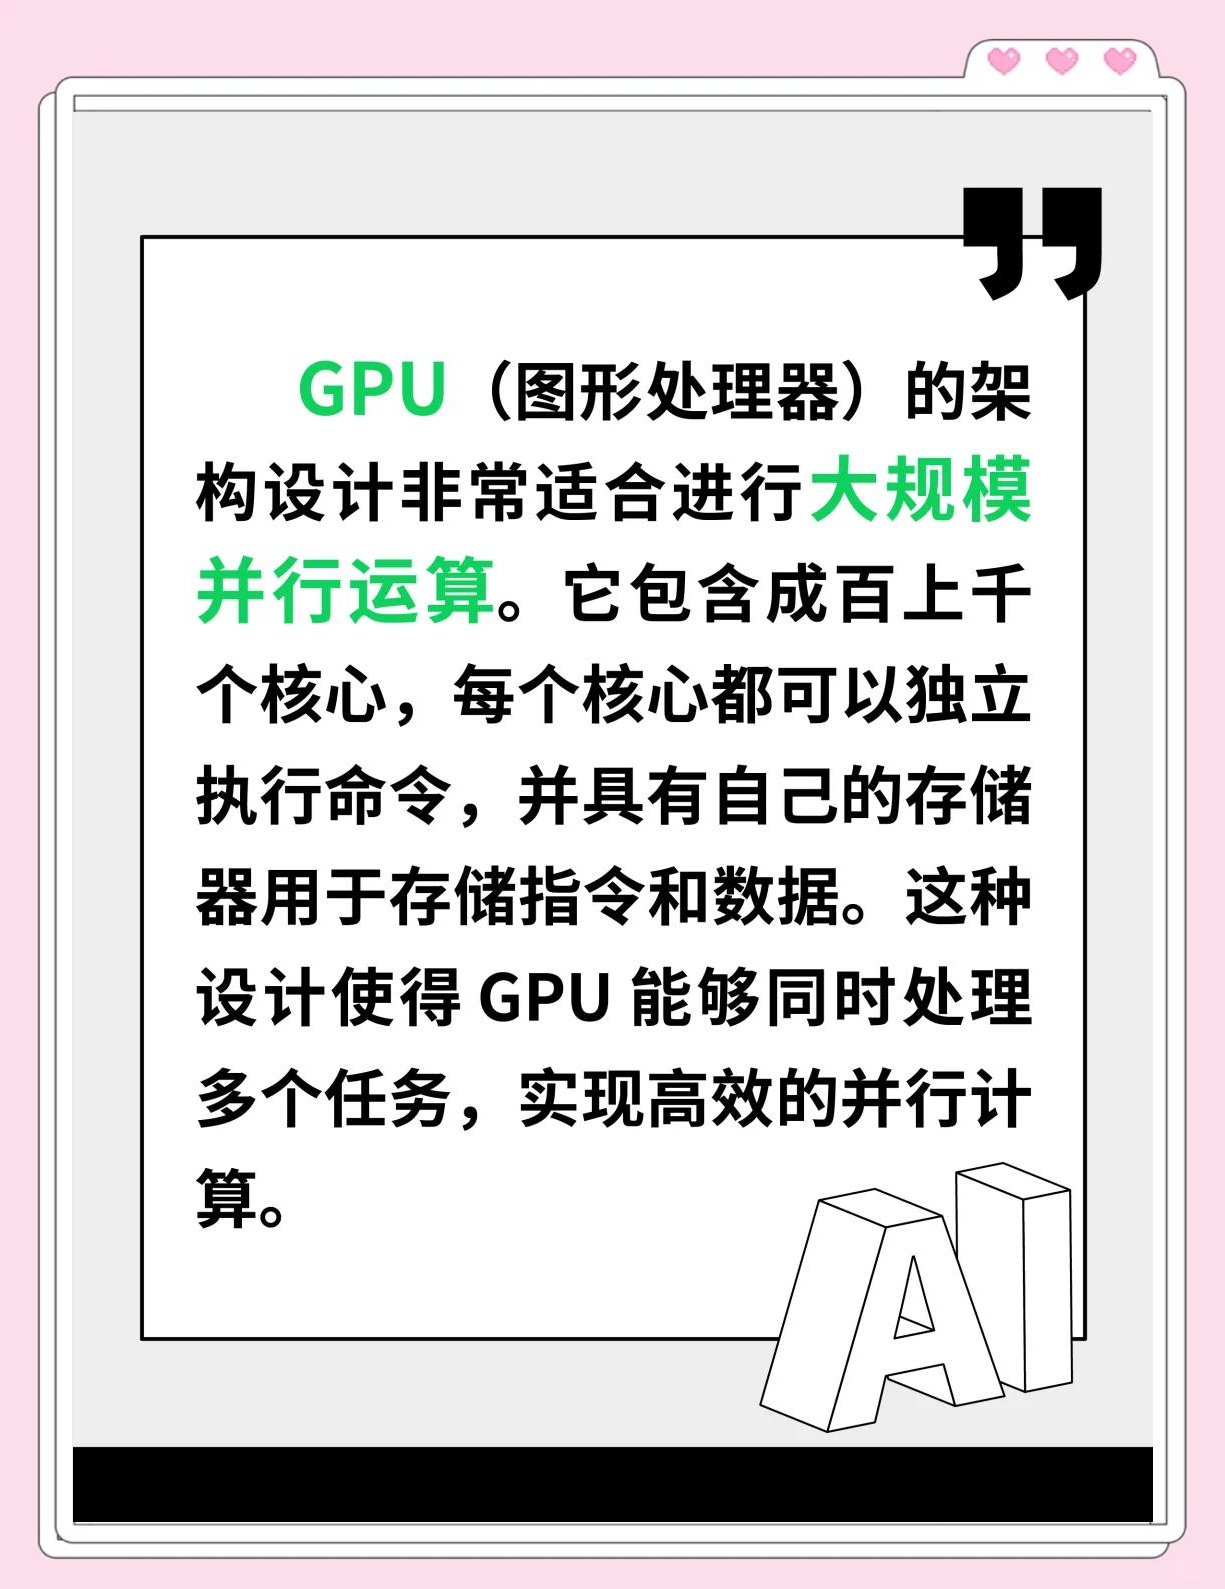 GPU（图形处理器）的架
构设计非常适合进行大规模
并行运算。它包含成百上千
个核心，每个核心都可以独立
执行命令，并具有自己的存储
器用于存储指令和数据。这种
设计使得 GPU 能够同时处理
多个任务，实现高效的并行计
算。
AI